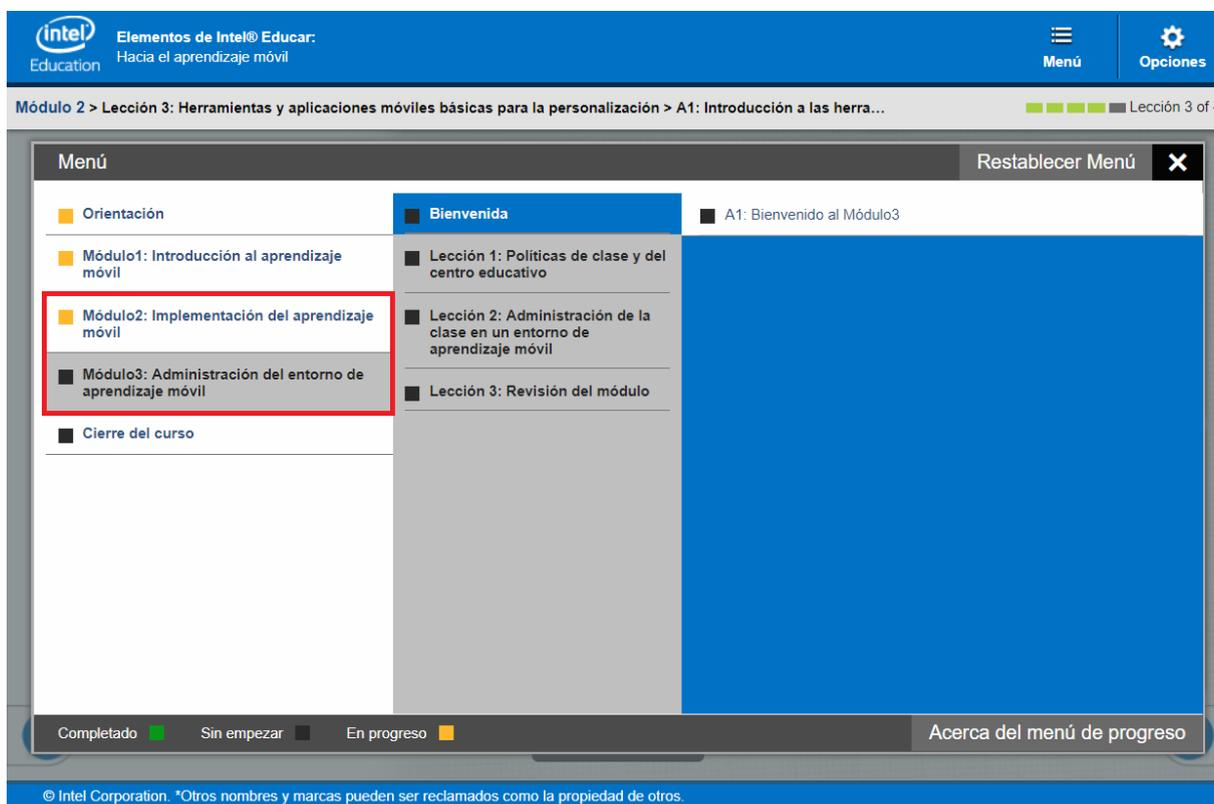 intel
Education
Elementos de Intel® Educar:
Hacia el aprendizaje móvil
Menú
Opciones
Módulo 2 > Lección 3: Herramientas y aplicaciones móviles básicas para la personalización > A1: Introducción a las herra...
Lección 3 of
Menú
Restablecer Menú
Orientación
Módulo1: Introducción al aprendizaje
móvil
Módulo2: Implementación del aprendizaje
móvil
Módulo3: Administración del entorno de
aprendizaje móvil
Cierre del curso
Bienvenida
Lección 1: Políticas de clase y del
centro educativo
Lección 2: Administración de la
clase en un entorno de
aprendizaje móvil
Lección 3: Revisión del módulo
A1: Bienvenido al Módulo3
Completado
Sin empezar
En progreso
Acerca del menú de progreso
© Intel Corporation. *Otros nombres y marcas pueden ser reclamados como la propiedad de otros.